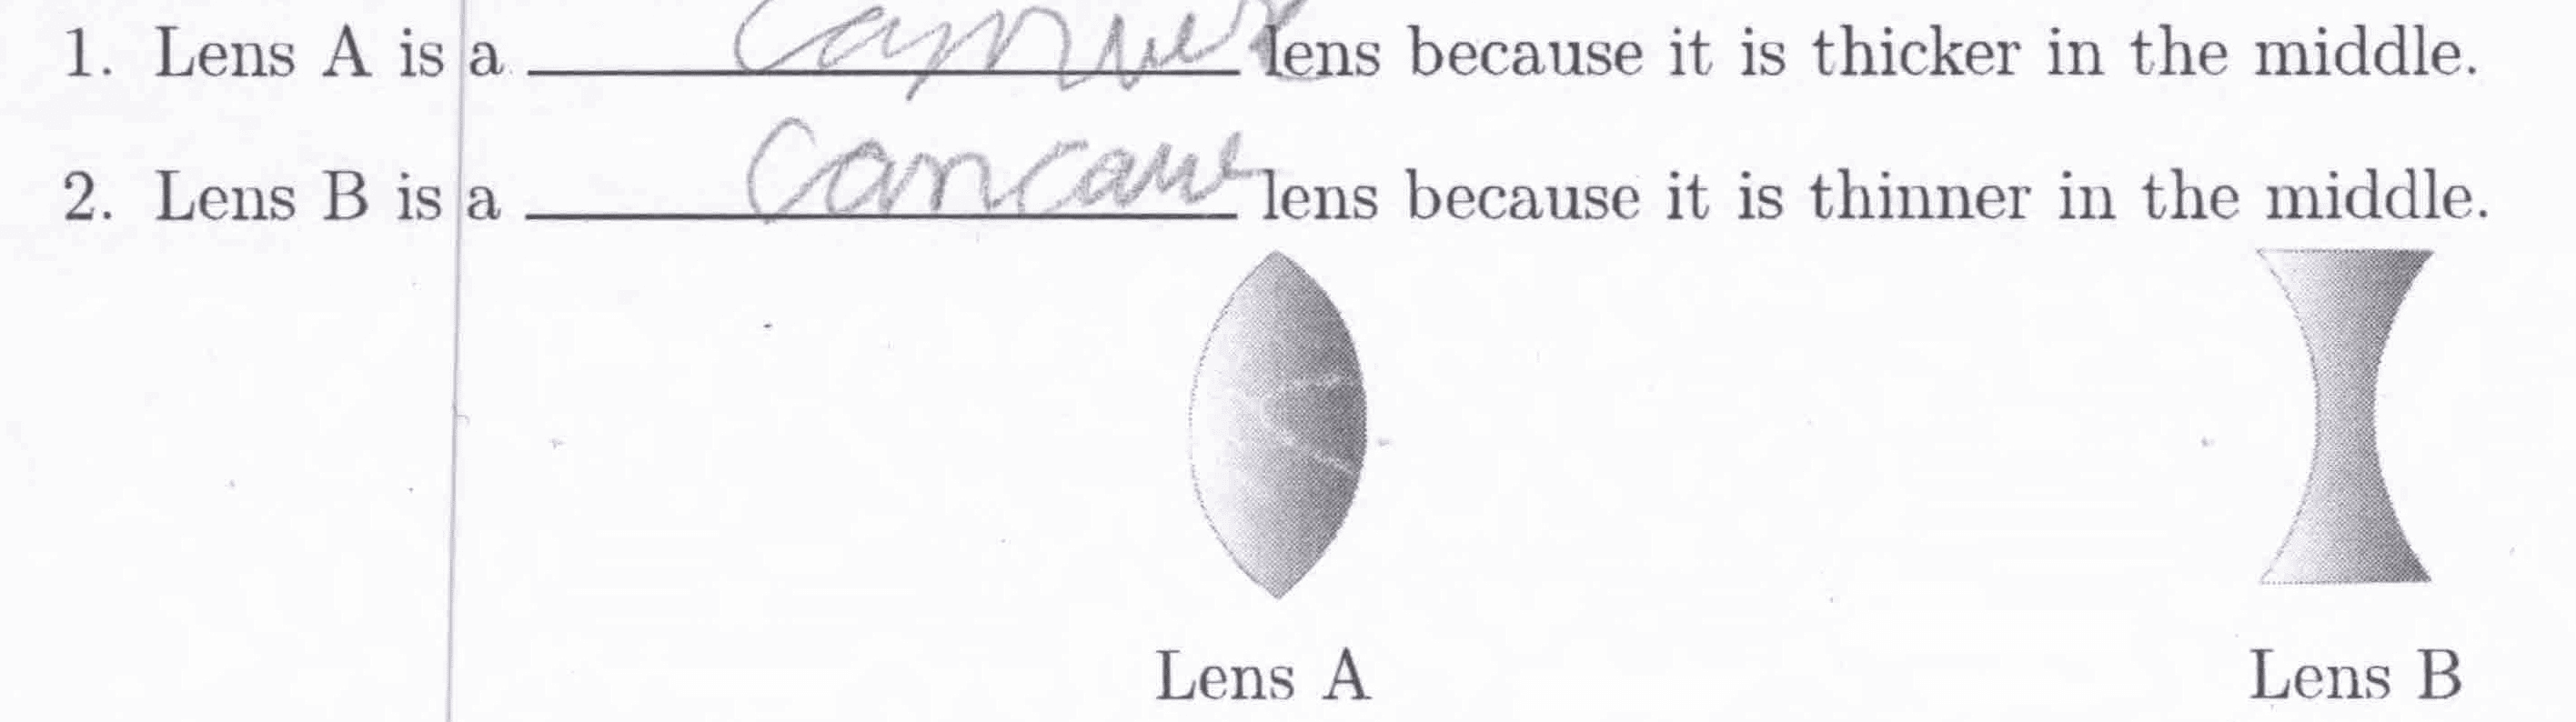 1. Lens A is a lens because it is thicker in the middle.
2. Lens B is a concave lens because it is thinner in the middle.
Lens A Lens B